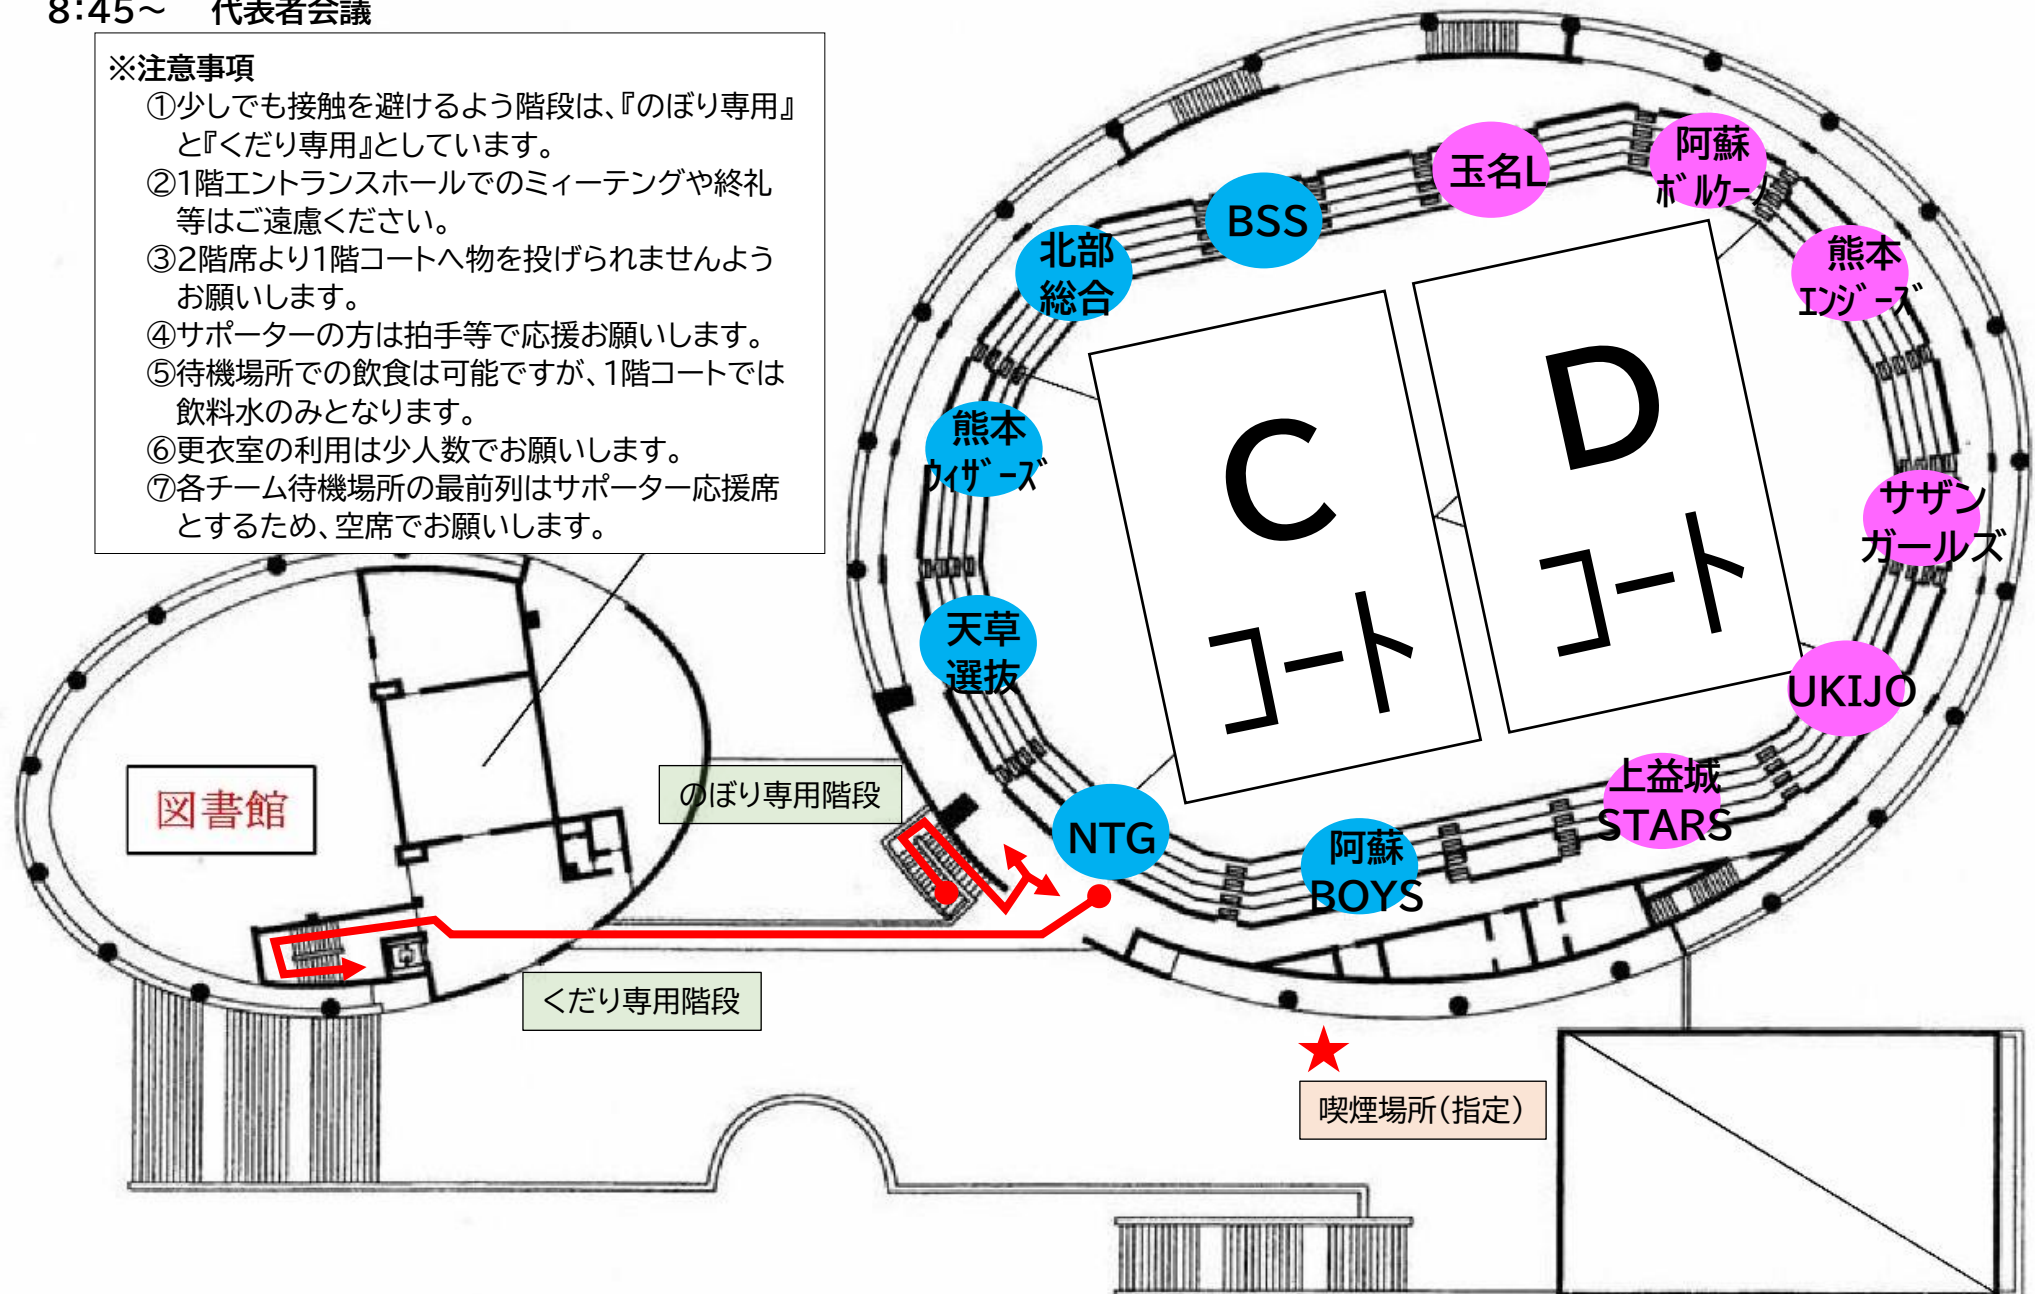 8：45～　代表者会議
※注意事項
①少しでも接触を避けるよう階段は、『のぼり専用』
と『くだり専用』としています。
②1階エントランスホールでのミィーテングや終礼
等はご遠慮ください。
③2階席より1階コートへ物を投げられませんよう
お願いします。
④サポーターの方は拍手等で応援お願いします。
⑤待機場所での飲食は可能ですが、1階コートでは
飲料水のみとなります。
⑥更衣室の利用は少人数でお願いします。
⑦各チーム待機場所の最前列はサポーター応援席
とするため、空席でお願いします。
玉名L
阿蘇
ﾎﾞﾙｹｰﾉ
BSS
北部
総合
熊本
ｴﾝｼﾞｰｽﾞ
熊本
ｳｨｻﾞｰｽﾞ
C
コート
D
コート
サザン
ガールズ
天草
選抜
UKIJO
上益城
STARS
NTG
阿蘇
BOYS
図書館
のぼり専用階段
くだり専用階段
喫煙場所（指定）